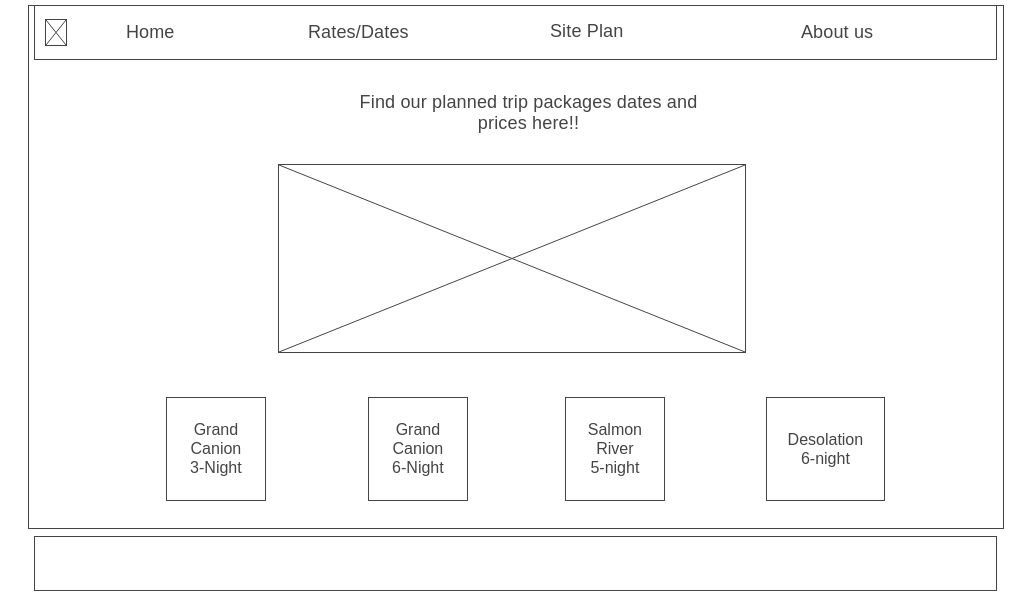 Home
Rates/Dates
Site Plan
About us
Find our planned trip packages dates and
prices here!!
Grand
Canion
3-Night
Grand
Canion
6-Night
Salmon
River
5-night
Desolation
6-night